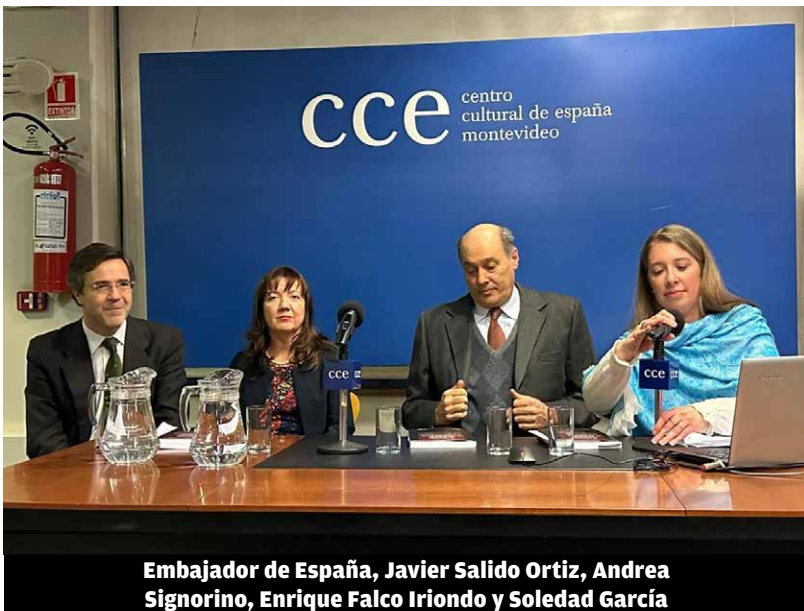 cce
centro
cultural de españa
montevideo
EXTINTOR
cce
cce
Embajador de España, Javier Salido Ortiz, Andrea
Signorino, Enrique Falco Iriondo y Soledad García